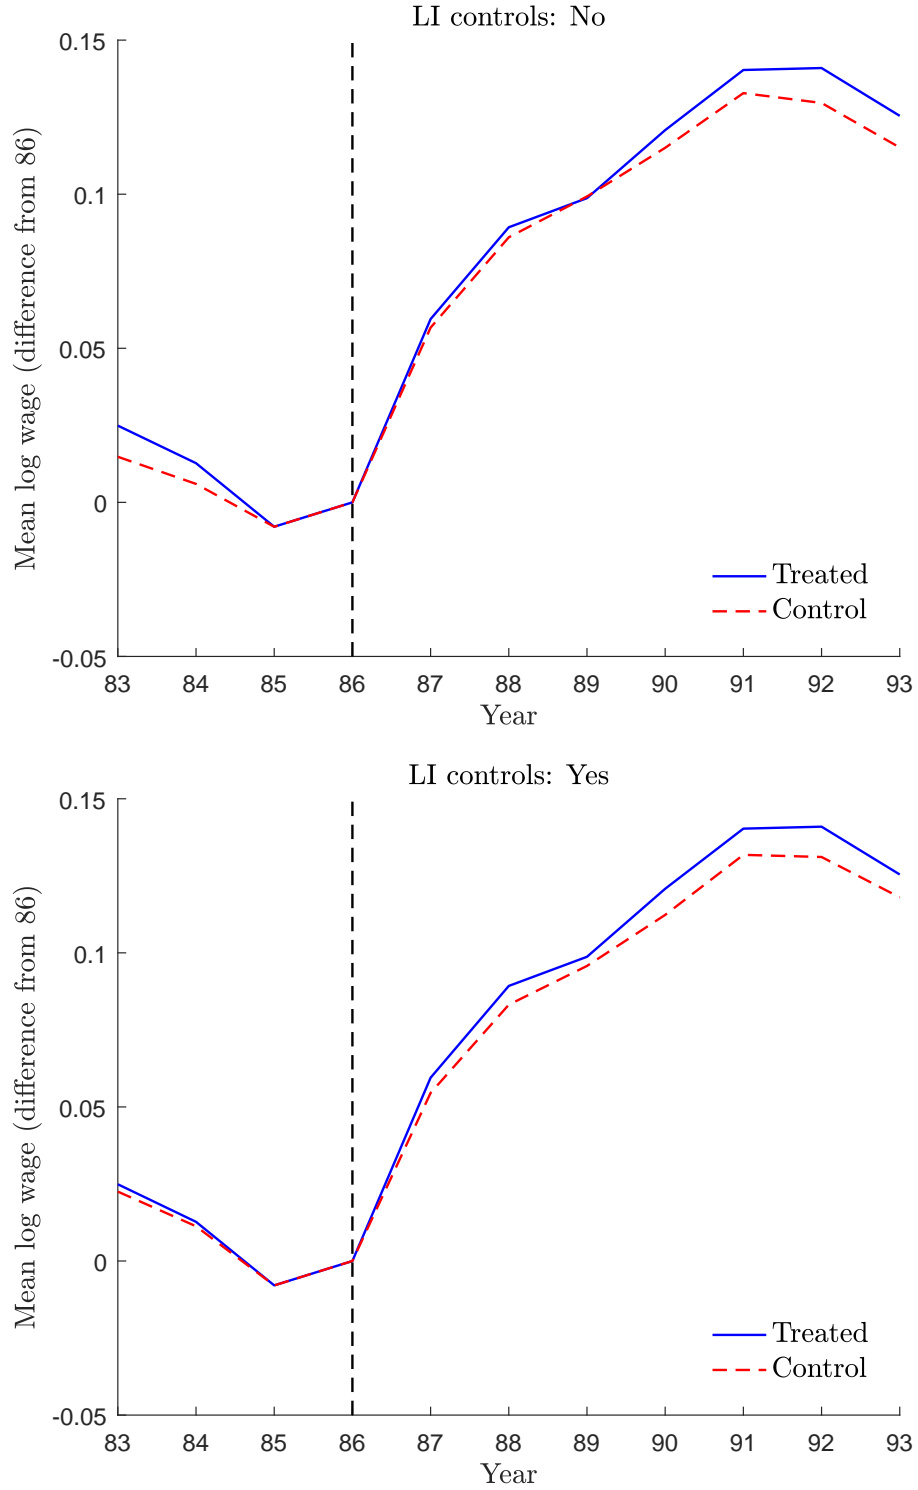 LI controls: No
0.15
0.1
0.05
0
-0.05
Mean log wage (difference from 86)
Treated
Control
83 84 85 86 87 88 89 90 91 92 93
Year
LI controls: Yes
0.15
0.1
0.05
0
-0.05
Mean log wage (difference from 86)
Treated
Control
83 84 85 86 87 88 89 90 91 92 93
Year